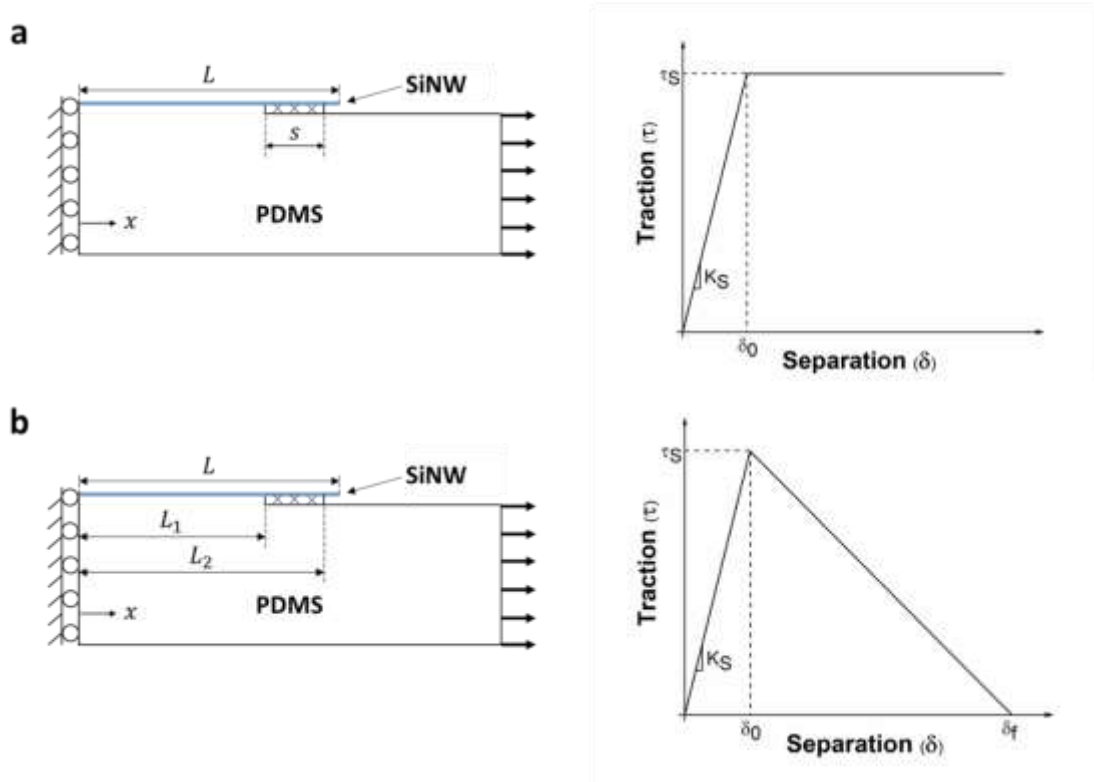 a
L
SiNW
s
PDMS
x
τS
Traction (τ)
KS
δ0
Separation (δ)
b
L
SiNW
L1
L2
PDMS
x
τS
Traction (τ)
KS
δ0
δf
Separation (δ)